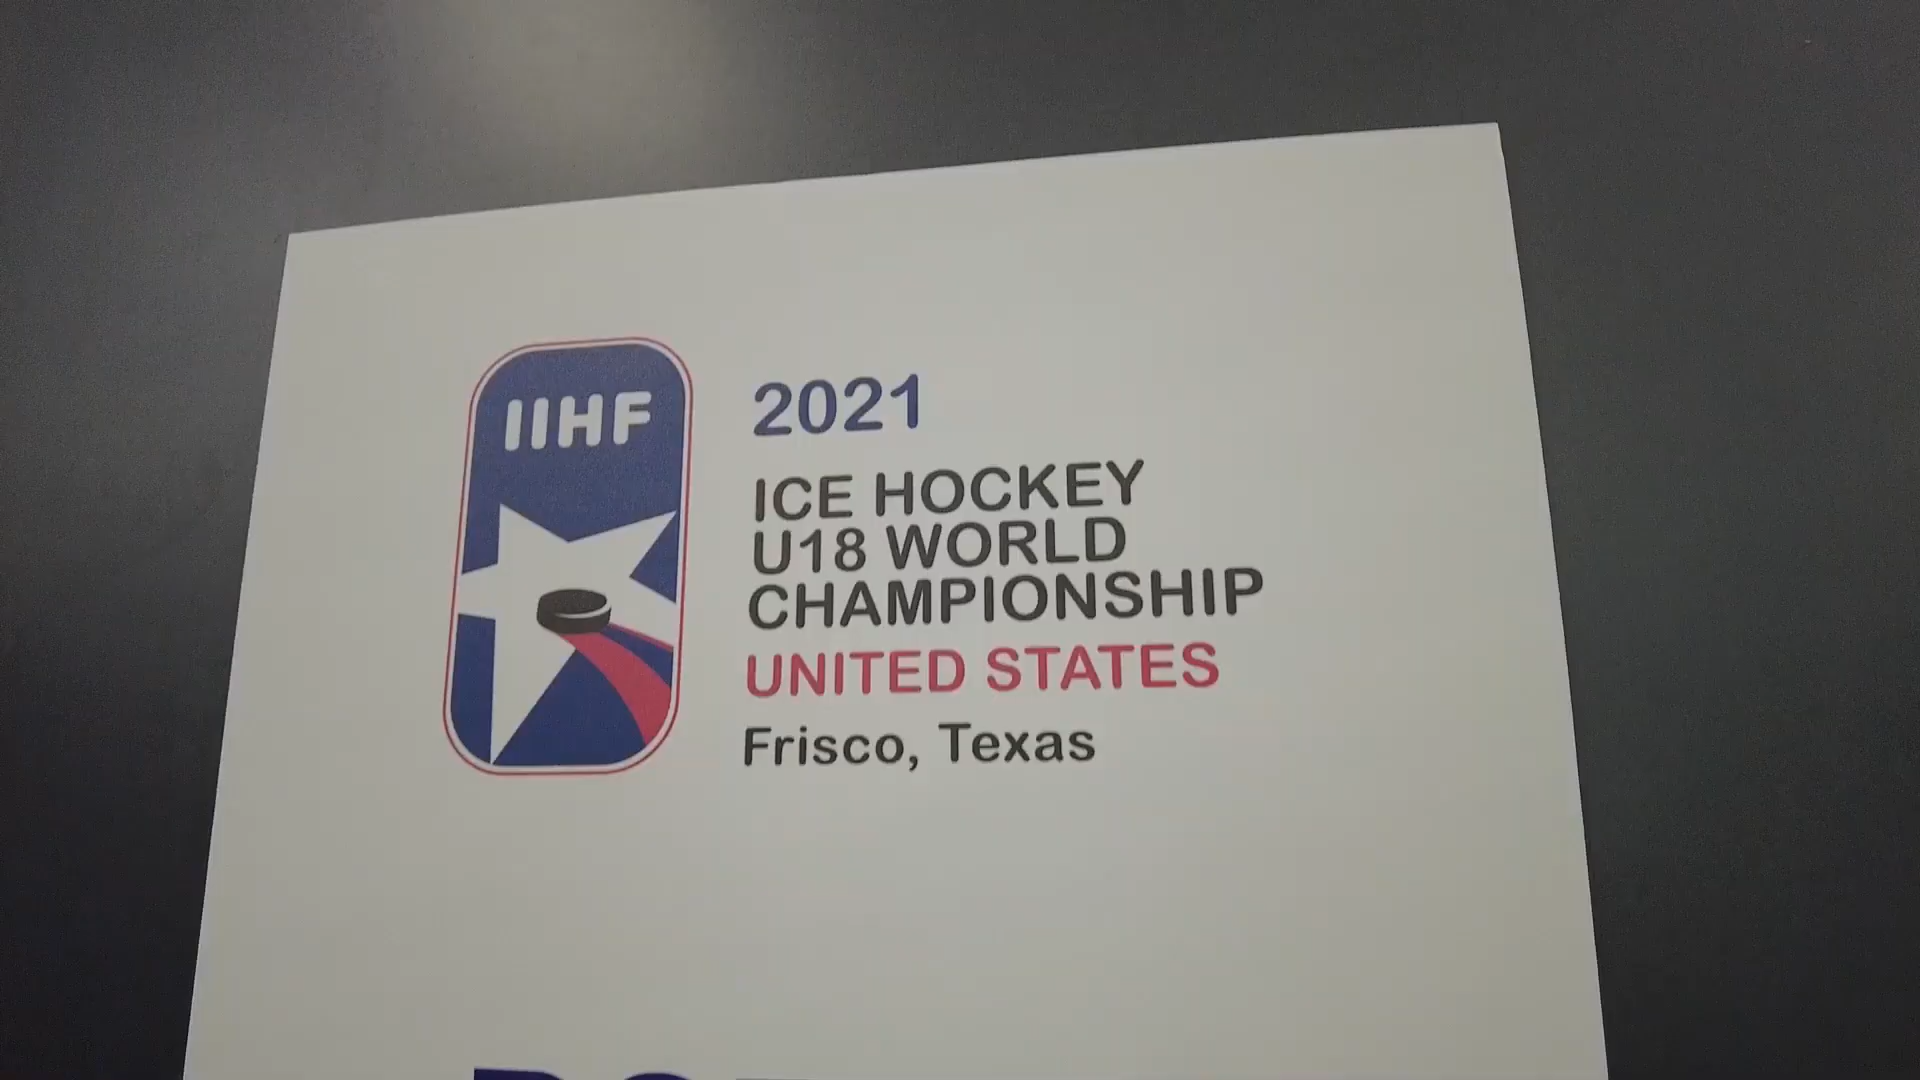 IIHF
2021
ICE HOCKEY
U18 WORLD
CHAMPIONSHIP
UNITED STATES
Frisco, Texas